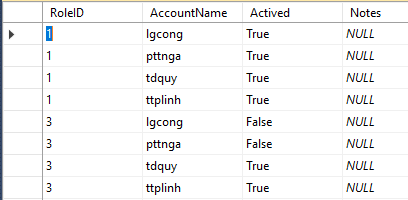 RoleID AccountName Actived Notes
1 lgcong True NULL
1 pttnga True NULL
1 tdquy True NULL
1 ttplinh True NULL
3 lgcong False NULL
3 pttnga False NULL
3 tdquy True NULL
3 ttplinh True NULL